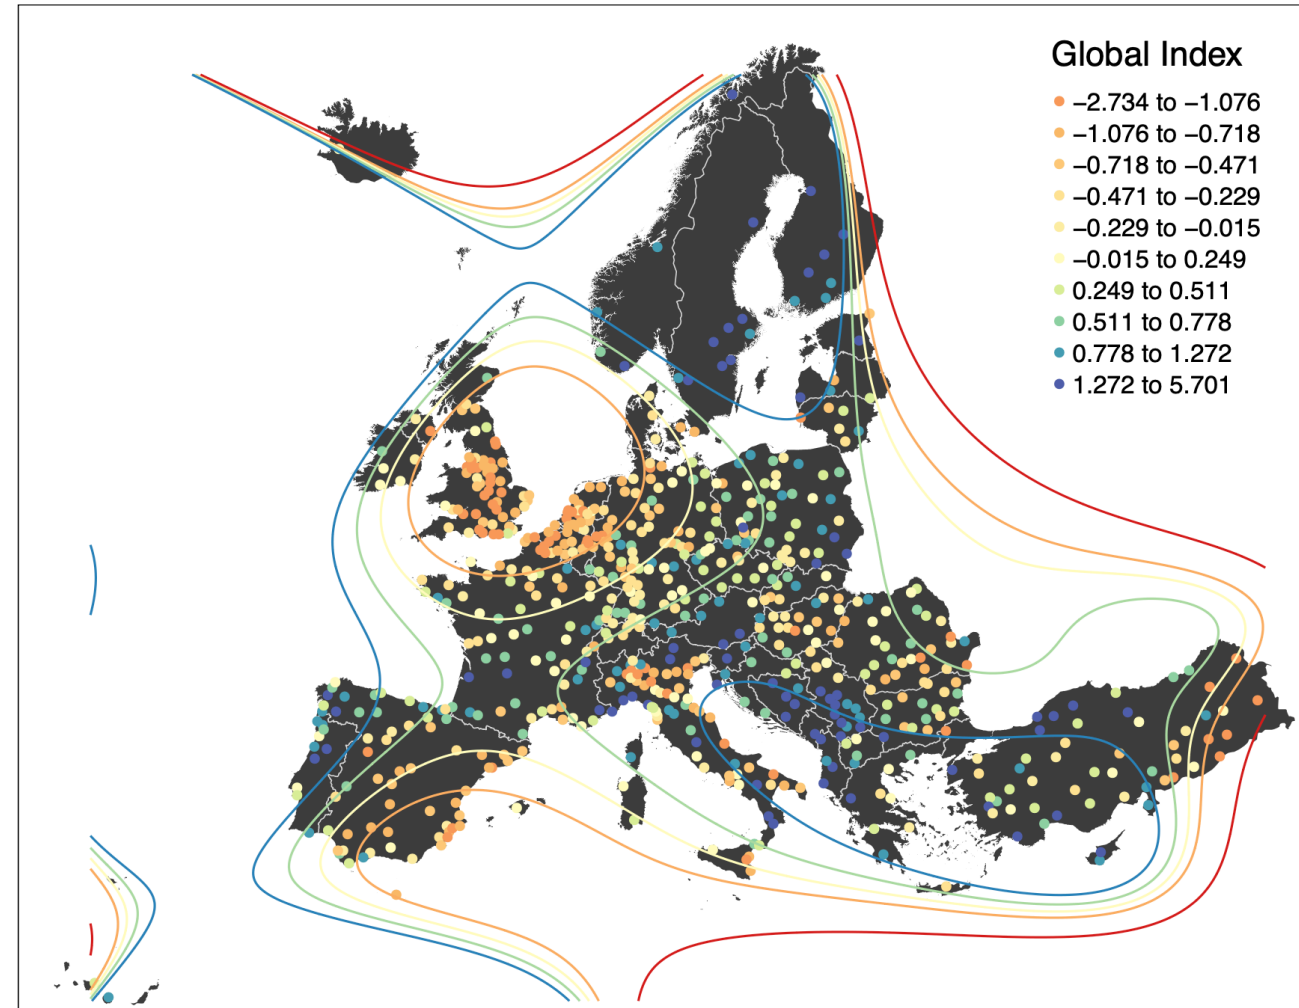 Global Index
−2.734 to −1.076
−1.076 to −0.718
−0.718 to −0.471
−0.471 to −0.229
−0.229 to −0.015
−0.015 to 0.249
0.249 to 0.511
0.511 to 0.778
0.778 to 1.272
1.272 to 5.701